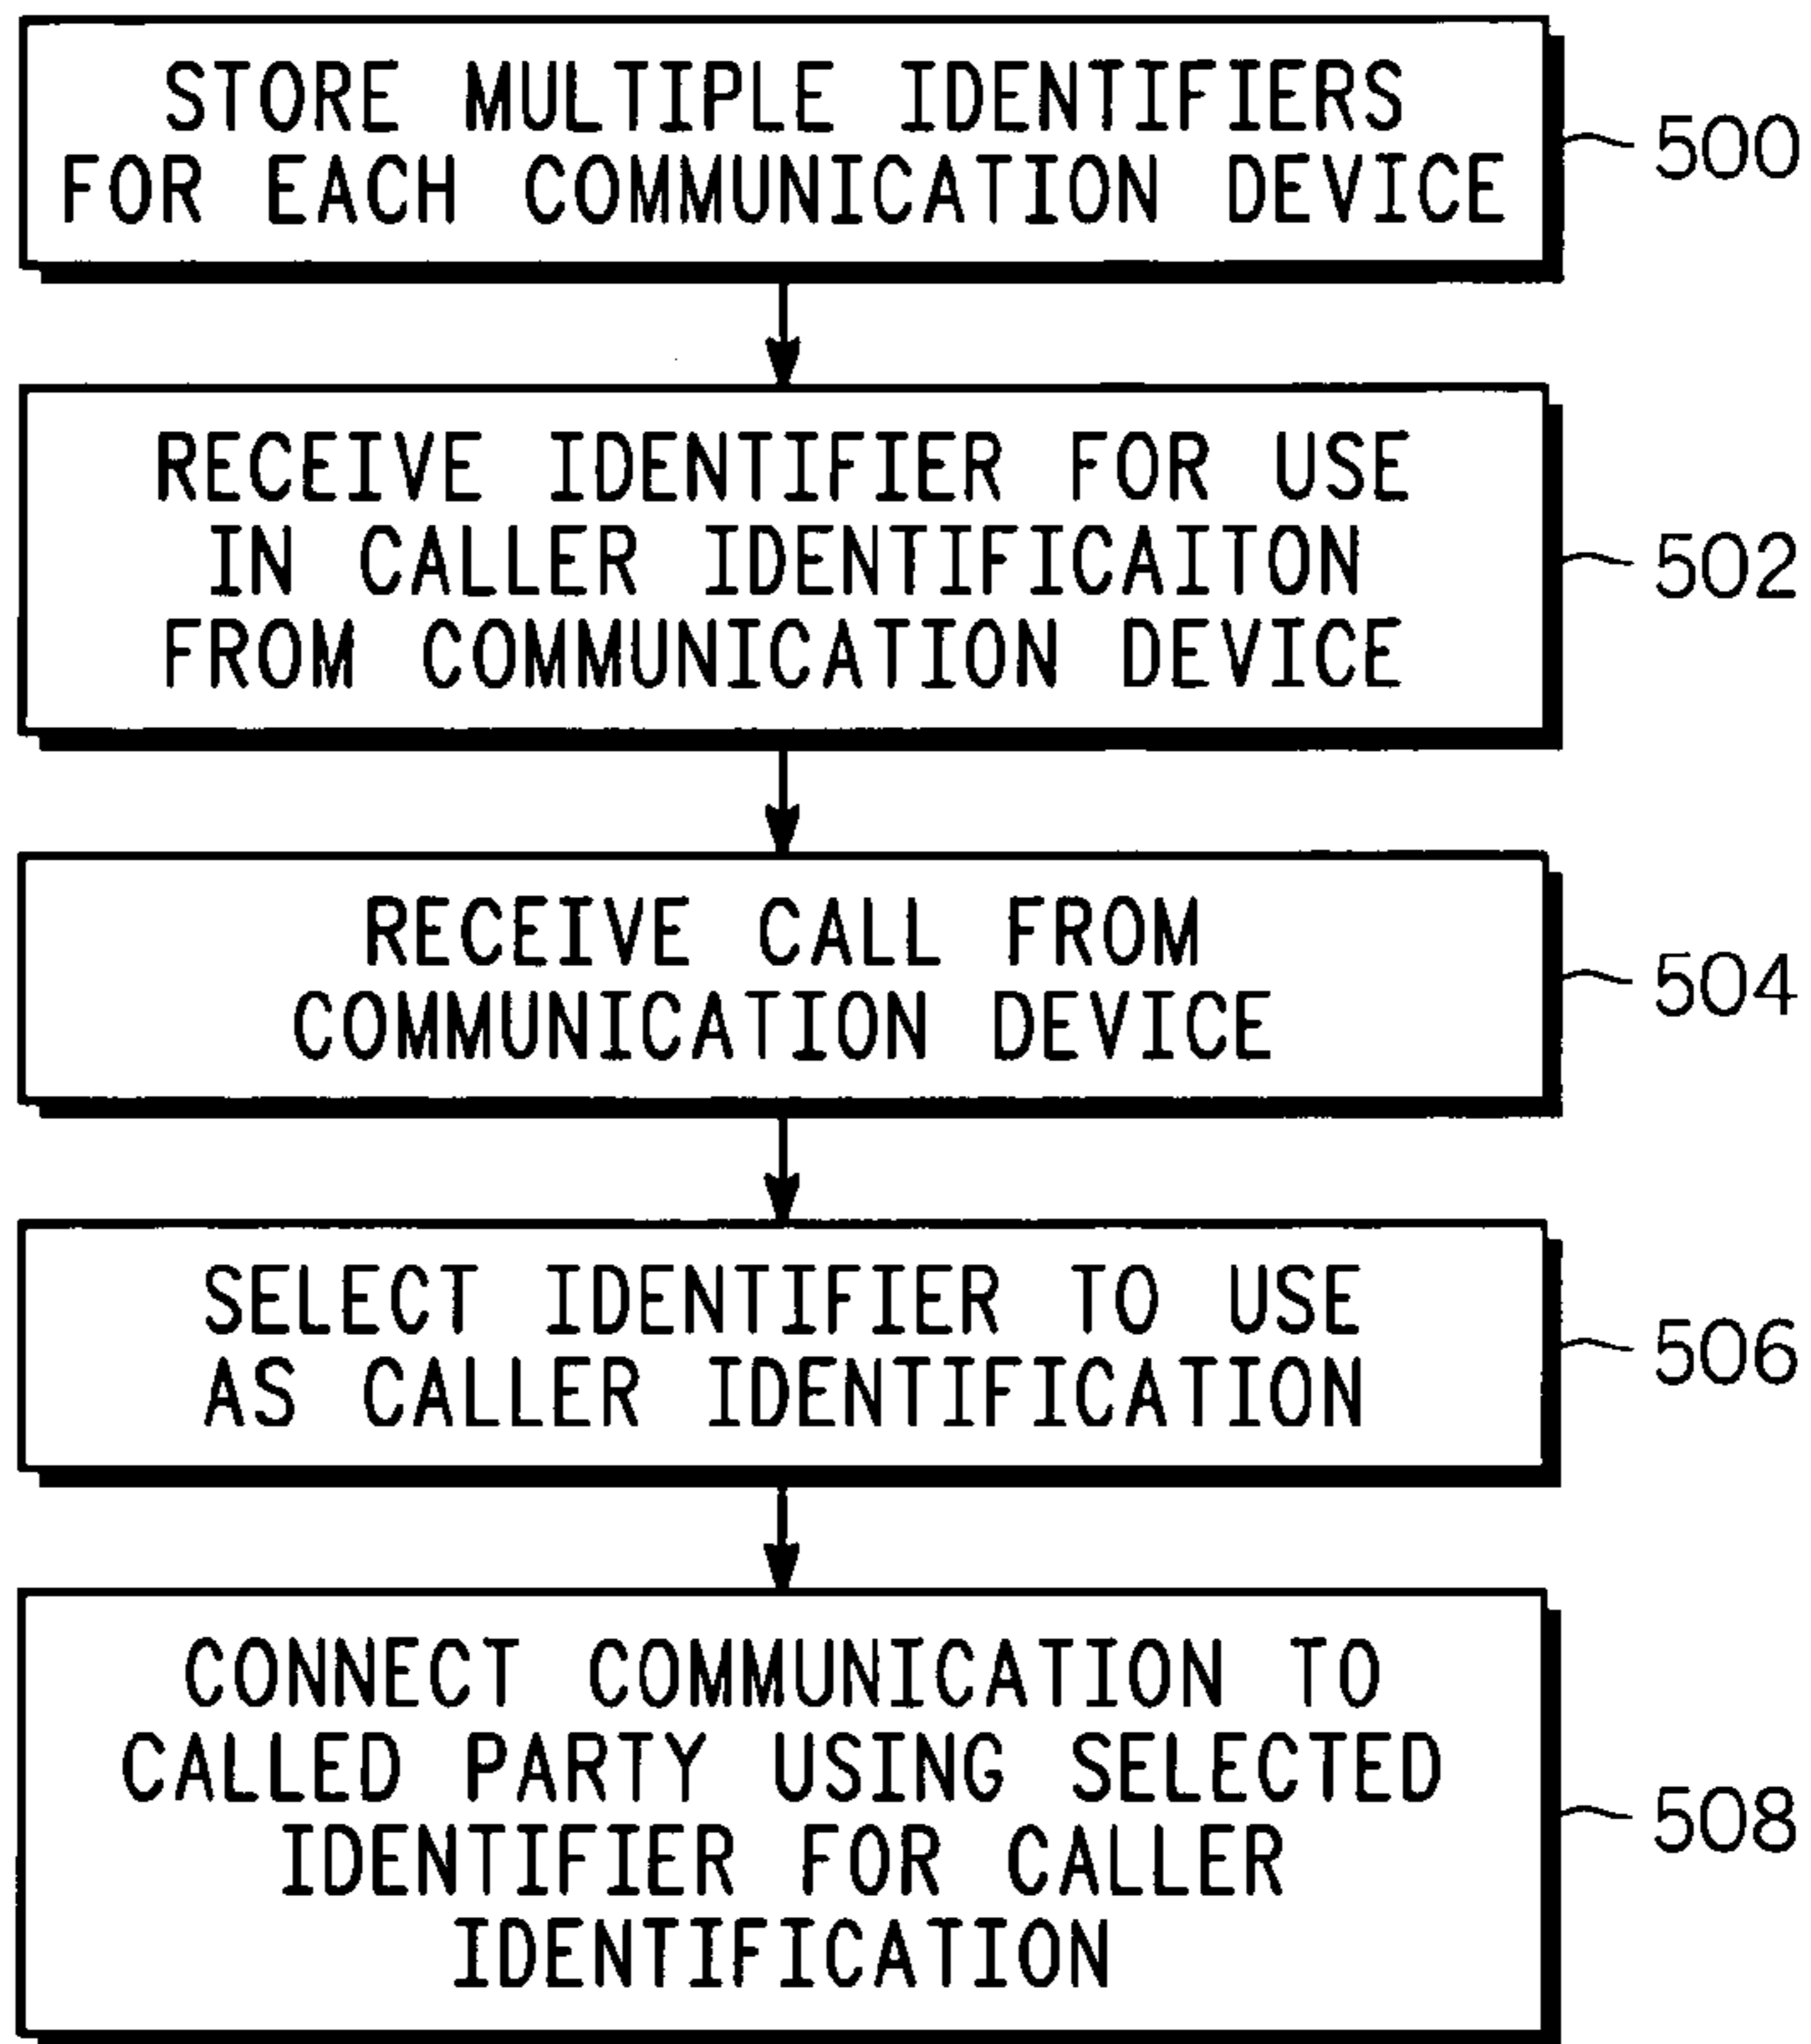 STORE MULTIPLE IDENTIFIERS
FOR EACH COMMUNICATION DEVICE
500
RECEIVE IDENTIFIER FOR USE
IN CALLER IDENTIFICAITON
FROM COMMUNICATION DEVICE
502
RECEIVE CALL FROM
COMMUNICATION DEVICE
504
SELECT IDENTIFIER TO USE
AS CALLER IDENTIFICATION
506
CONNECT COMMUNICATION TO
CALLED PARTY USING SELECTED
IDENTIFIER FOR CALLER
IDENTIFICATION
508